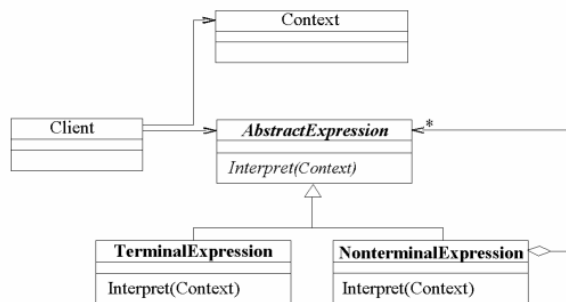 Context
Client
AbstractExpression
*
Interpret(Context)
TerminalExpression
NonterminalExpression
Interpret(Context)
Interpret(Context)